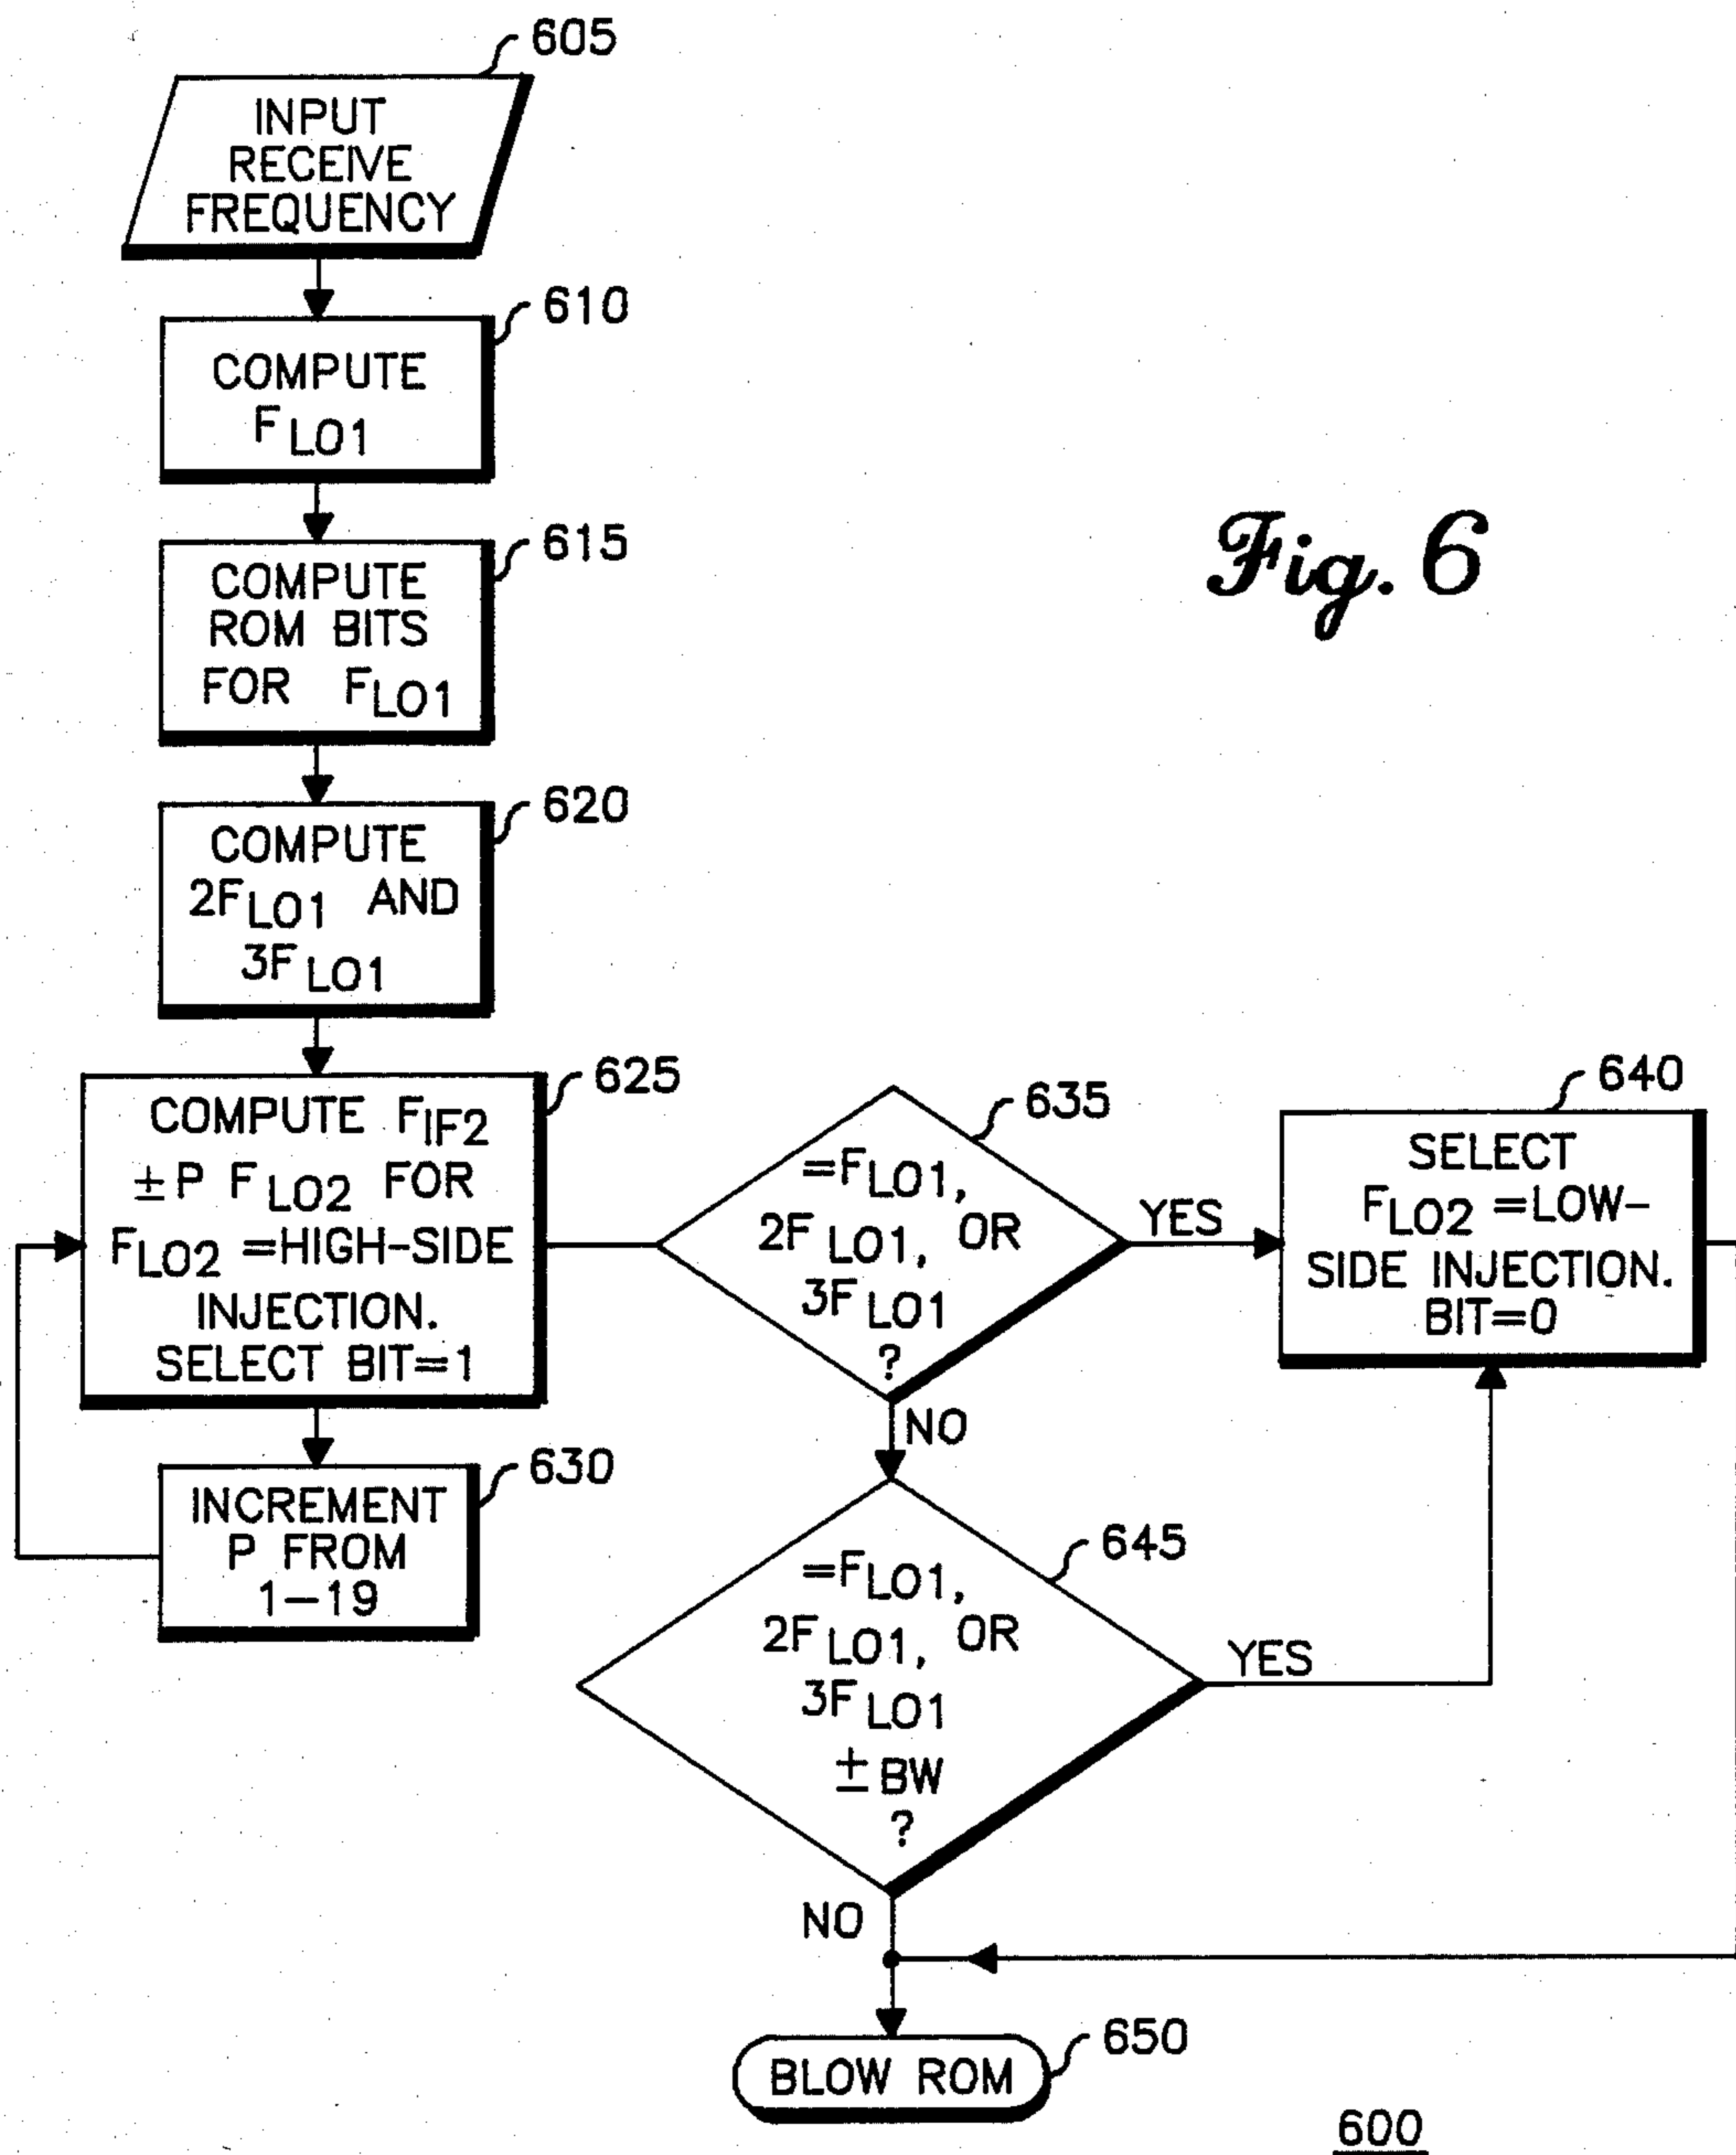 605
INPUT
RECEIVE
FREQUENCY
610
COMPUTE
FLO1
615
COMPUTE
ROM BITS
FOR FLO1
Fig. 6
620
COMPUTE
2FLO1 AND
3FLO1
625
COMPUTE FIF2
±P FLO2 FOR
FLO2 =HIGH-SIDE
INJECTION.
SELECT BIT=1
630
INCREMENT
P FROM
1-19
635
=FLO1,
2FLO1, OR
3FLO1
?
YES
NO
640
SELECT
FLO2 =LOW-
SIDE INJECTION.
BIT=0
645
=FLO1,
2FLO1, OR
3FLO1
±BW
?
YES
NO
650
BLOW ROM
600